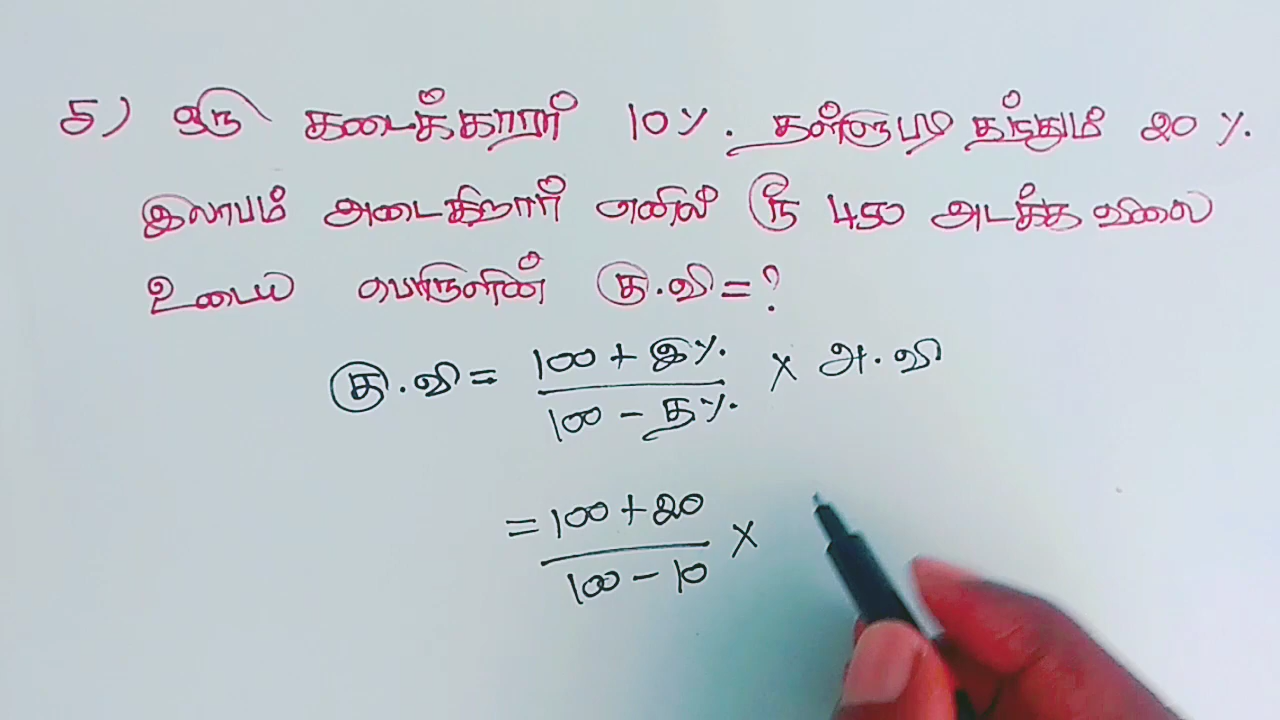 5) ஒரு கடைக்காரர் 10%. தள்ளுபடி தந்தும் 20 %.
இலாபம் அடைகிறார் எனில் ரூ 450 அடக்க விலை
உடைய பொருளின் கு.வி = ?
கு.வி = 100 + இ% / 100 - த% × அ.வி
= 100 + 20 / 100 - 10 ×